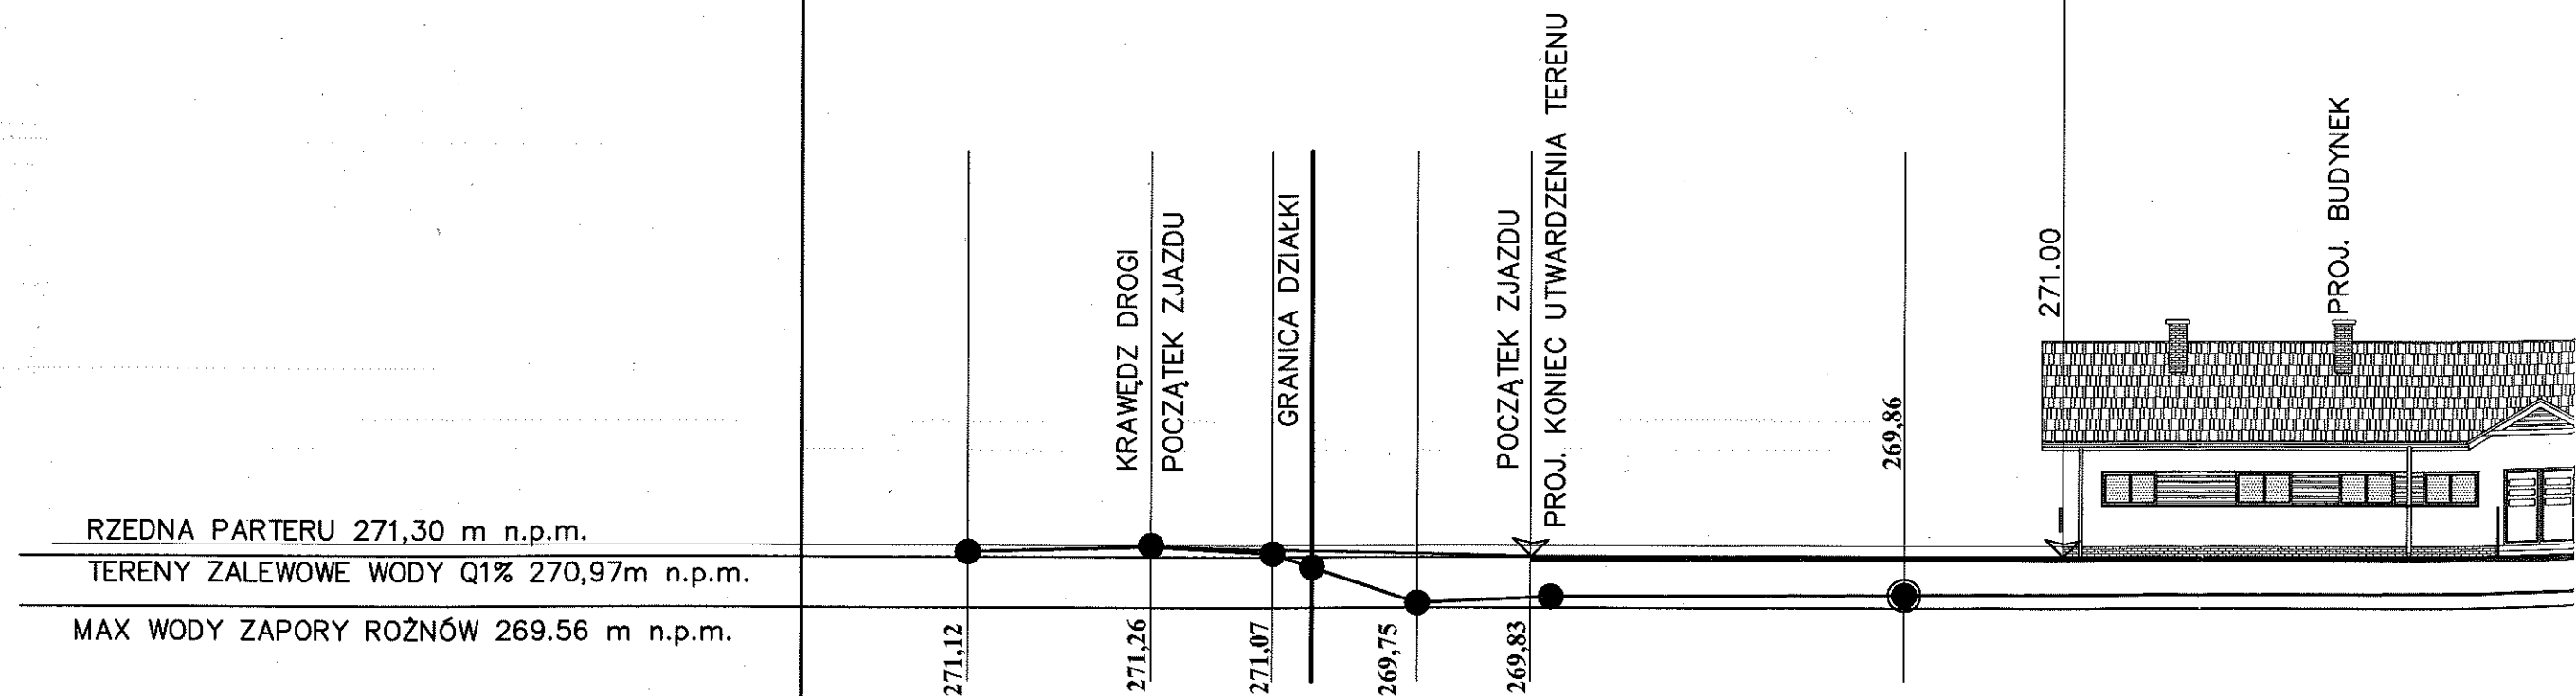 KRAWĘDZ DROGI
POCZĄTEK ZJAZDU
GRANICA DZIAŁKI
POCZĄTEK ZJAZDU
PROJ. KONIEC UTWARDZENIA TERENU
269,86
271.00
PROJ. BUDYNEK
RZEDNA PARTERU 271,30 m n.p.m.
TERENY ZALEWOWE WODY Q1% 270,97m n.p.m.
MAX WODY ZAPORY ROŻNÓW 269.56 m n.p.m.
271,12
271,26
271,07
269,75
269,83